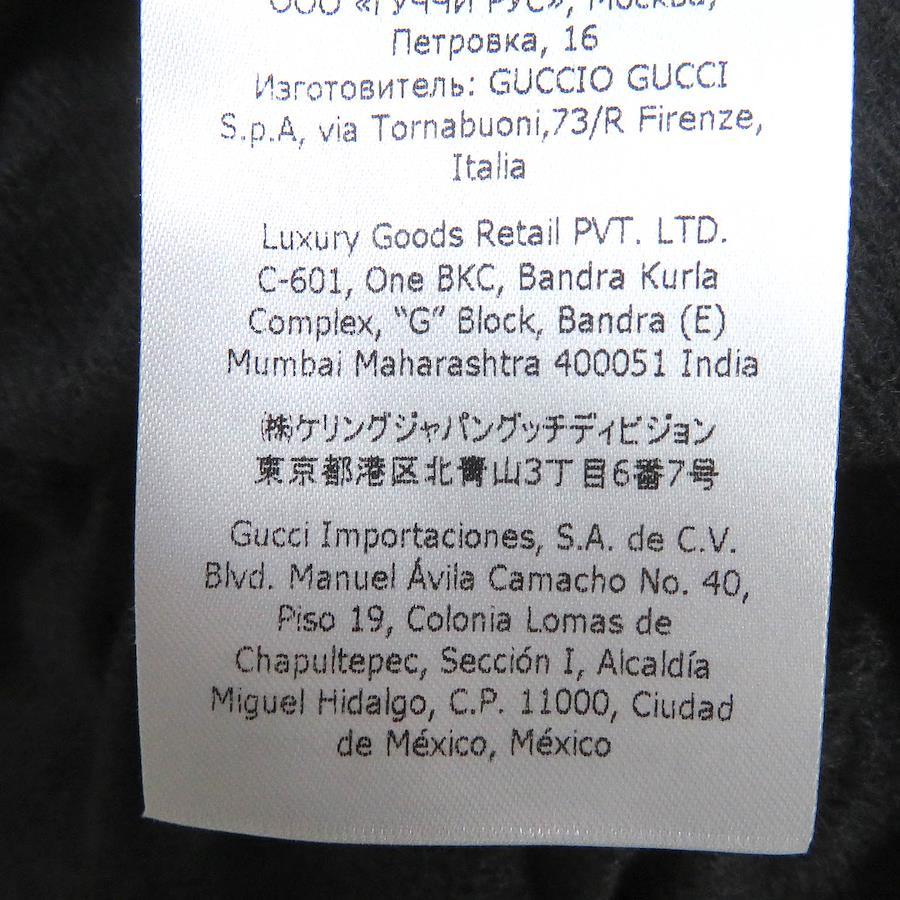 ООО «ГУЧЧИ РУС», Москва,
Петровка, 16
Изготовитель: GUCCIO GUCCI
S.p.A, via Tornabuoni,73/R Firenze,
Italia
Luxury Goods Retail PVT. LTD.
C-601, One BKC, Bandra Kurla
Complex, “G” Block, Bandra (E)
Mumbai Maharashtra 400051 India
㈱ケリングジャパングッチディビジョン
東京都港区北青山3丁目6番7号
Gucci Importaciones, S.A. de C.V.
Blvd. Manuel Ávila Camacho No. 40,
Piso 19, Colonia Lomas de
Chapultepec, Sección I, Alcaldía
Miguel Hidalgo, C.P. 11000, Ciudad
de México, México